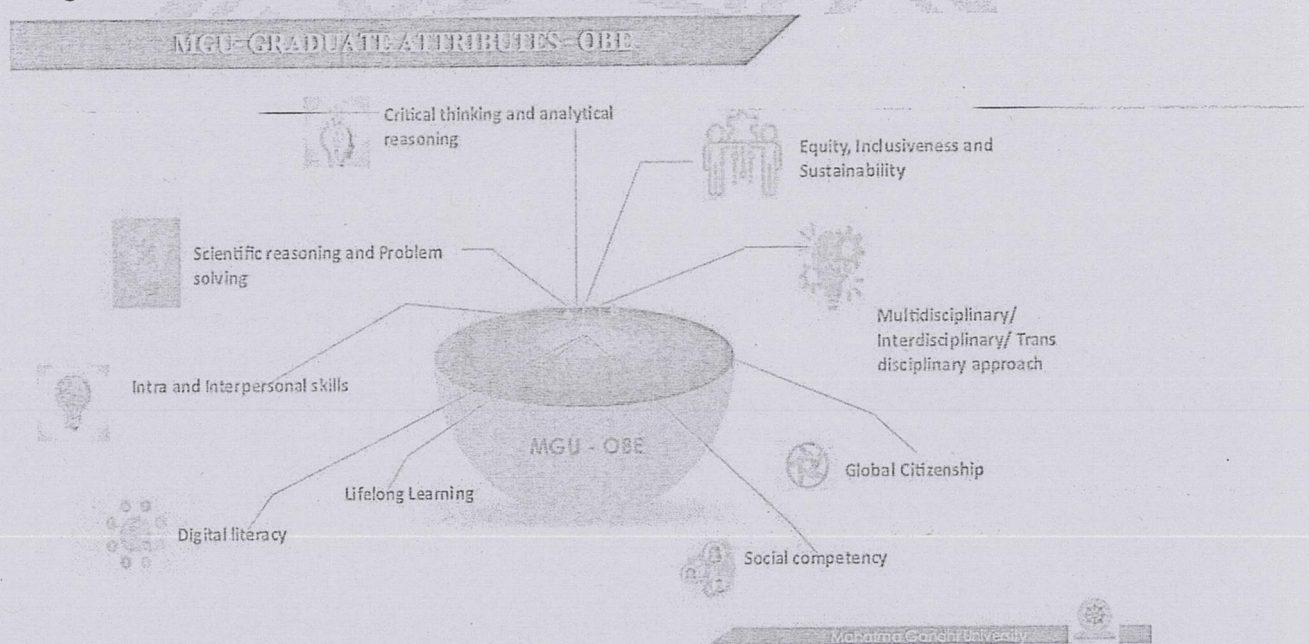 MGU-GRADUATE ATTRIBUTES-OBE
Critical thinking and analytical
reasoning
Equity, Inclusiveness and
Sustainability
Scientific reasoning and Problem
solving
Multidisciplinary/
Interdisciplinary/ Trans
disciplinary approach
Intra and Interpersonal skills
MGU - OBE
Global Citizenship
Lifelong Learning
Digital literacy
Social competency
Mahatma Gandhi University